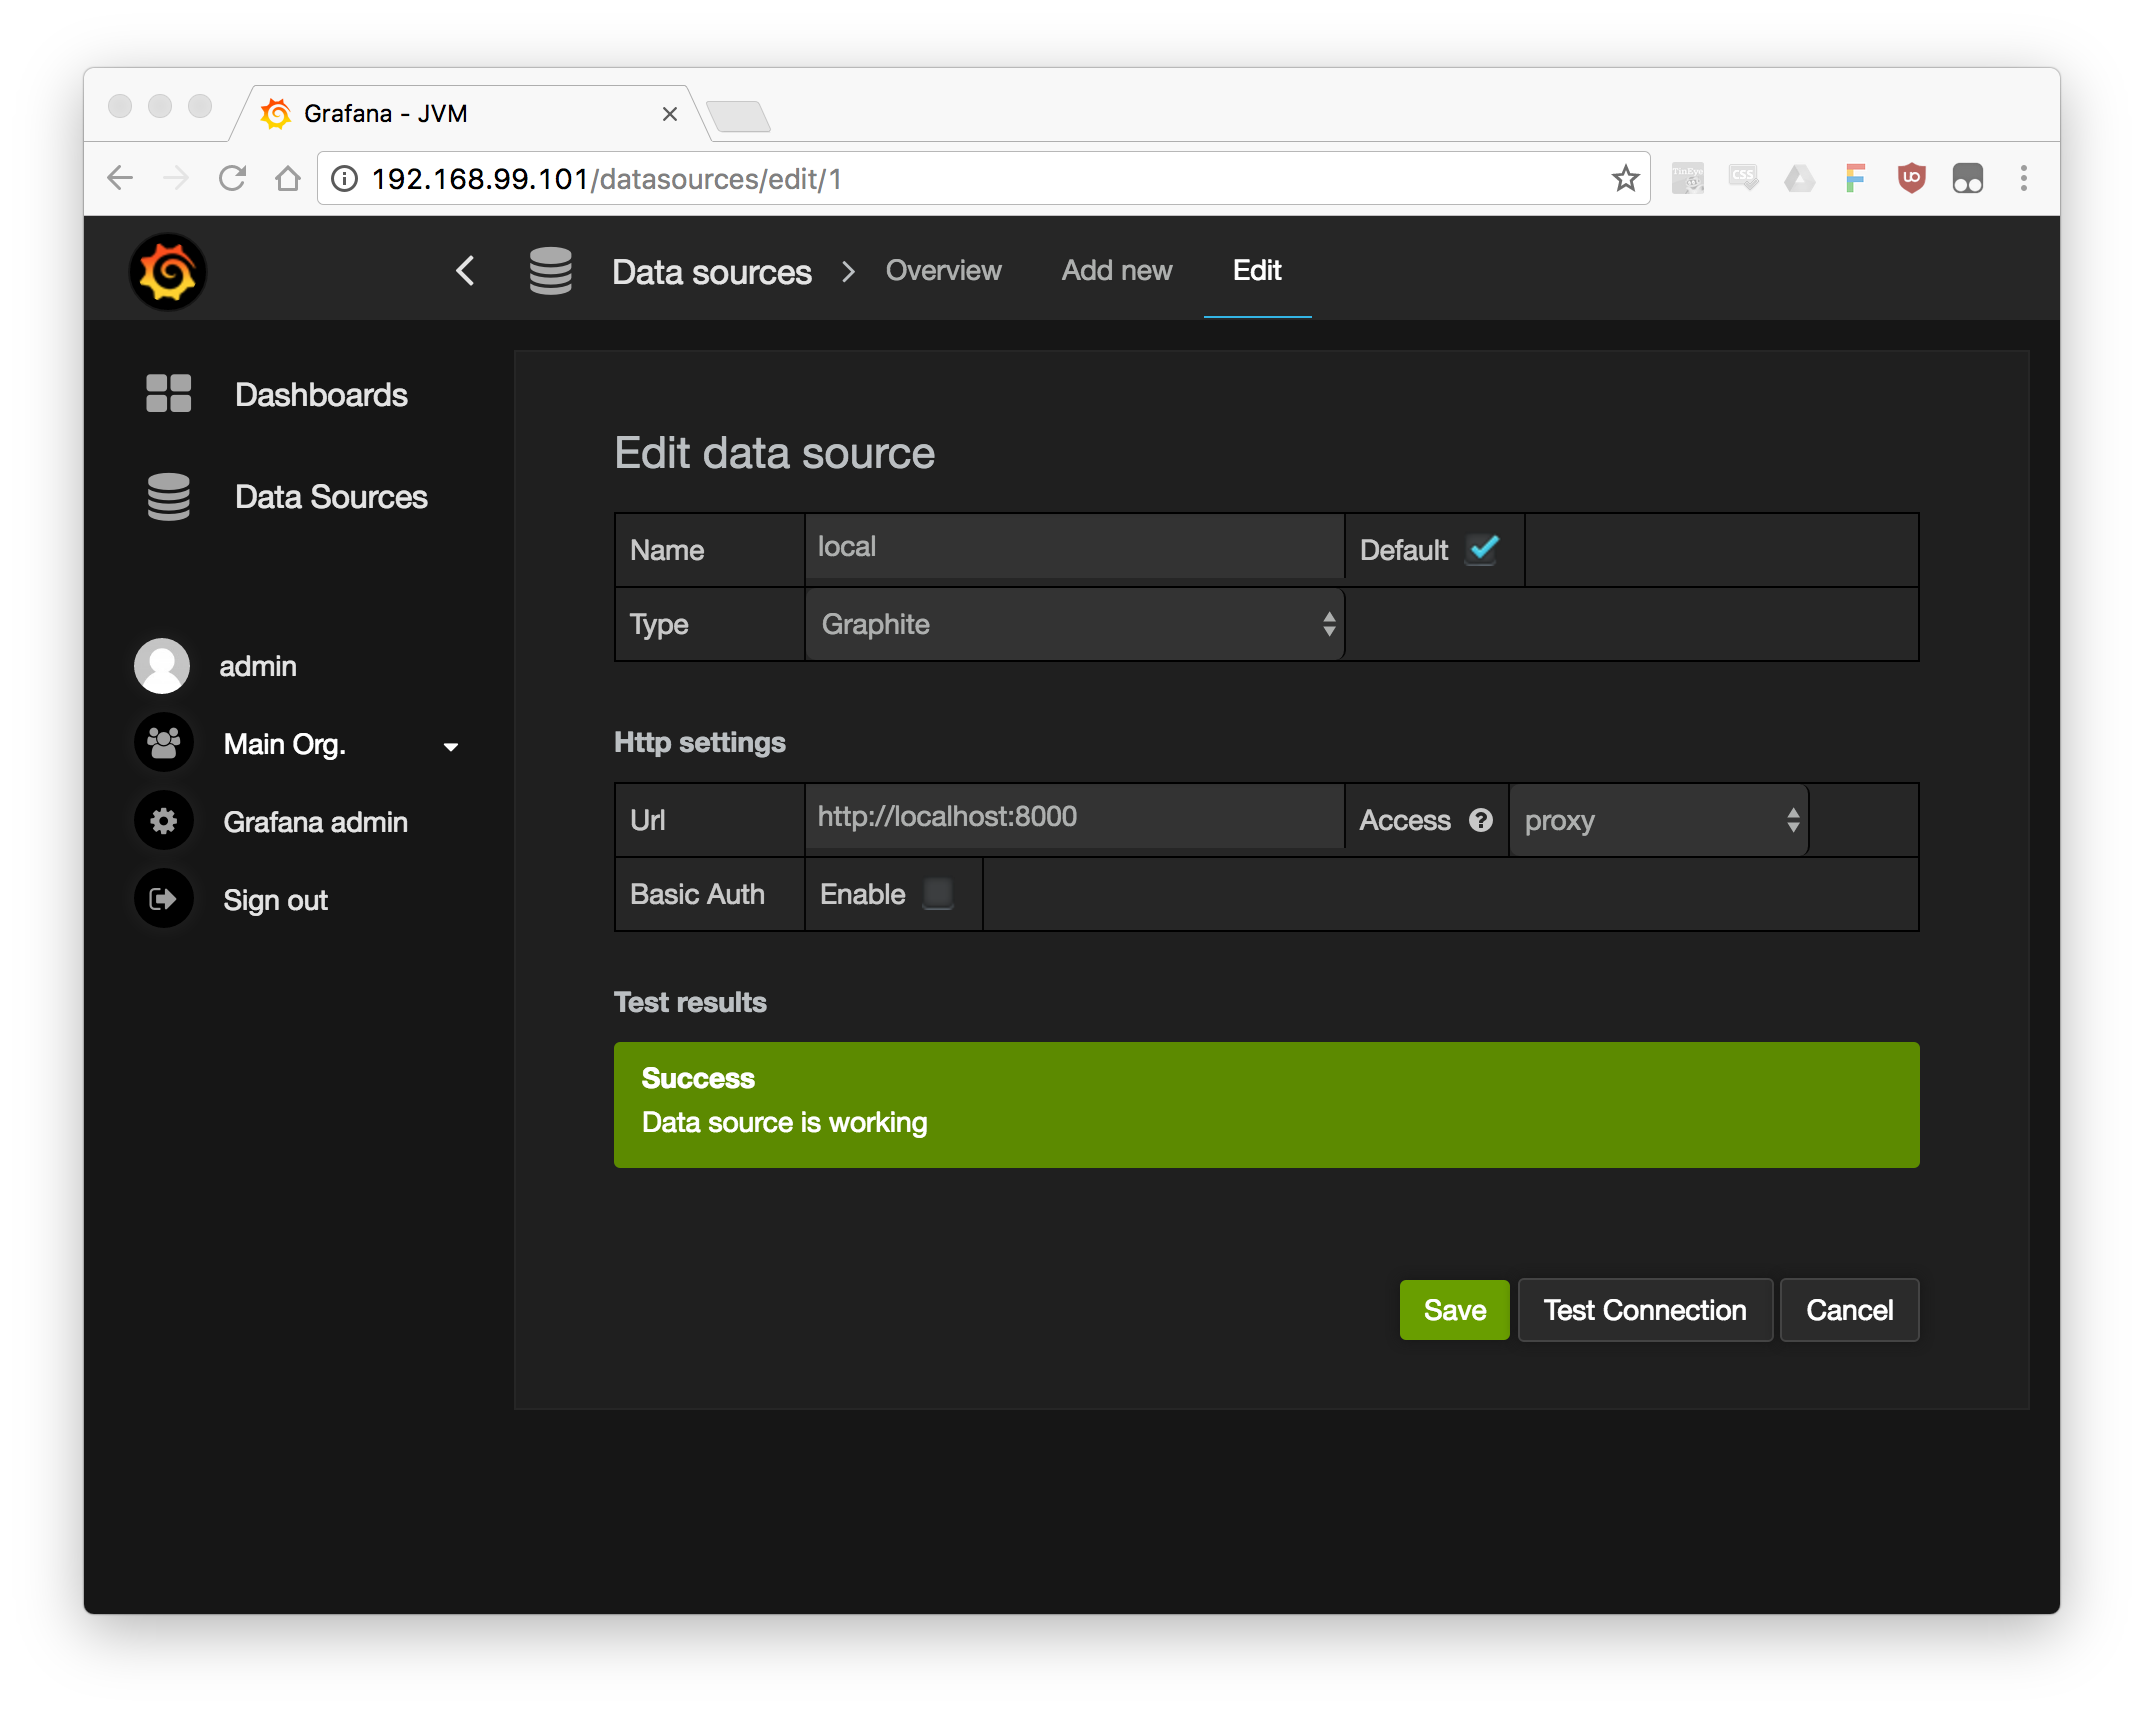 Grafana - JVM
192.168.99.101/datasources/edit/1
TinEye
CSS
Data sources
Overview
Add new
Edit
Dashboards
Data Sources
admin
Main Org.
Grafana admin
Sign out
Edit data source
Name
local
Default
Type
Graphite
Http settings
Url
http://localhost:8000
Access
proxy
Basic Auth
Enable
Test results
Success
Data source is working
Save
Test Connection
Cancel